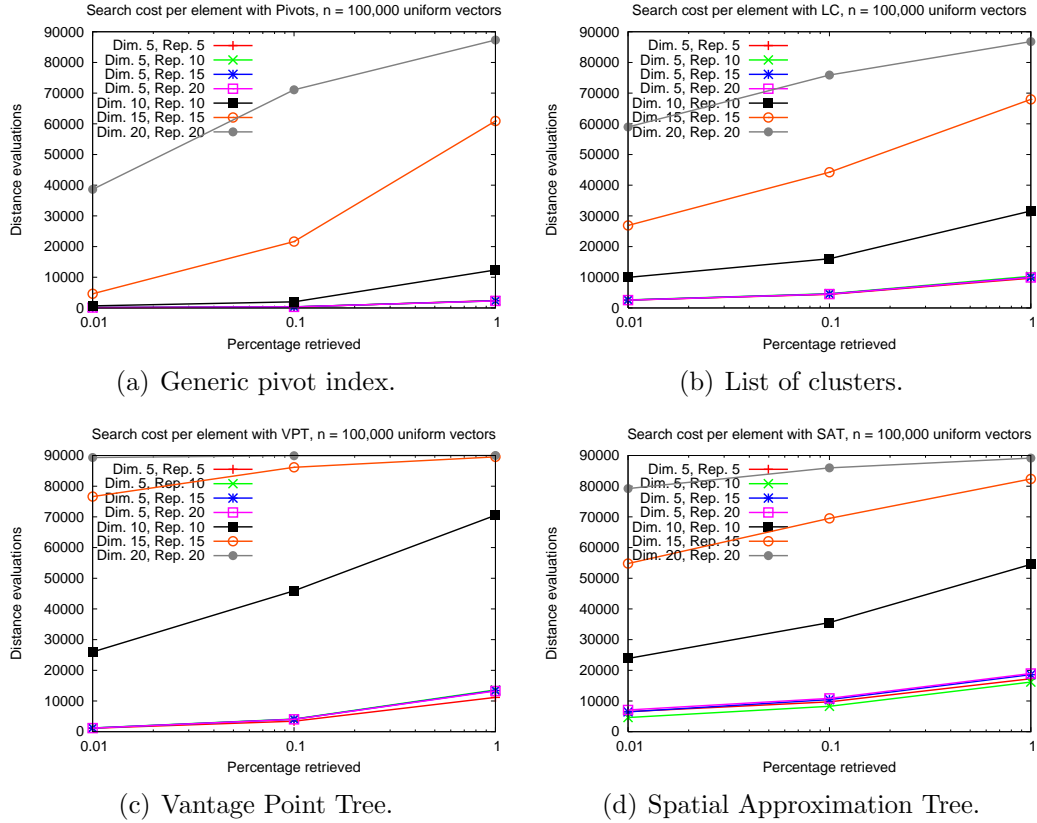 Search cost per element with Pivots, n = 100,000 uniform vectors
90000
80000
70000
60000
50000
40000
30000
20000
10000
0
Distance evaluations
Dim. 5, Rep. 5
Dim. 5, Rep. 10
Dim. 5, Rep. 15
Dim. 5, Rep. 20
Dim. 10, Rep. 10
Dim. 15, Rep. 15
Dim. 20, Rep. 20
0.01
0.1
1
Percentage retrieved
(a) Generic pivot index.
Search cost per element with LC, n = 100,000 uniform vectors
90000
80000
70000
60000
50000
40000
30000
20000
10000
0
Distance evaluations
Dim. 5, Rep. 5
Dim. 5, Rep. 10
Dim. 5, Rep. 15
Dim. 5, Rep. 20
Dim. 10, Rep. 10
Dim. 15, Rep. 15
Dim. 20, Rep. 20
0.01
0.1
1
Percentage retrieved
(b) List of clusters.
Search cost per element with VPT, n = 100,000 uniform vectors
90000
80000
70000
60000
50000
40000
30000
20000
10000
0
Distance evaluations
Dim. 5, Rep. 5
Dim. 5, Rep. 10
Dim. 5, Rep. 15
Dim. 5, Rep. 20
Dim. 10, Rep. 10
Dim. 15, Rep. 15
Dim. 20, Rep. 20
0.01
0.1
1
Percentage retrieved
(c) Vantage Point Tree.
Search cost per element with SAT, n = 100,000 uniform vectors
90000
80000
70000
60000
50000
40000
30000
20000
10000
0
Distance evaluations
Dim. 5, Rep. 5
Dim. 5, Rep. 10
Dim. 5, Rep. 15
Dim. 5, Rep. 20
Dim. 10, Rep. 10
Dim. 15, Rep. 15
Dim. 20, Rep. 20
0.01
0.1
1
Percentage retrieved
(d) Spatial Approximation Tree.